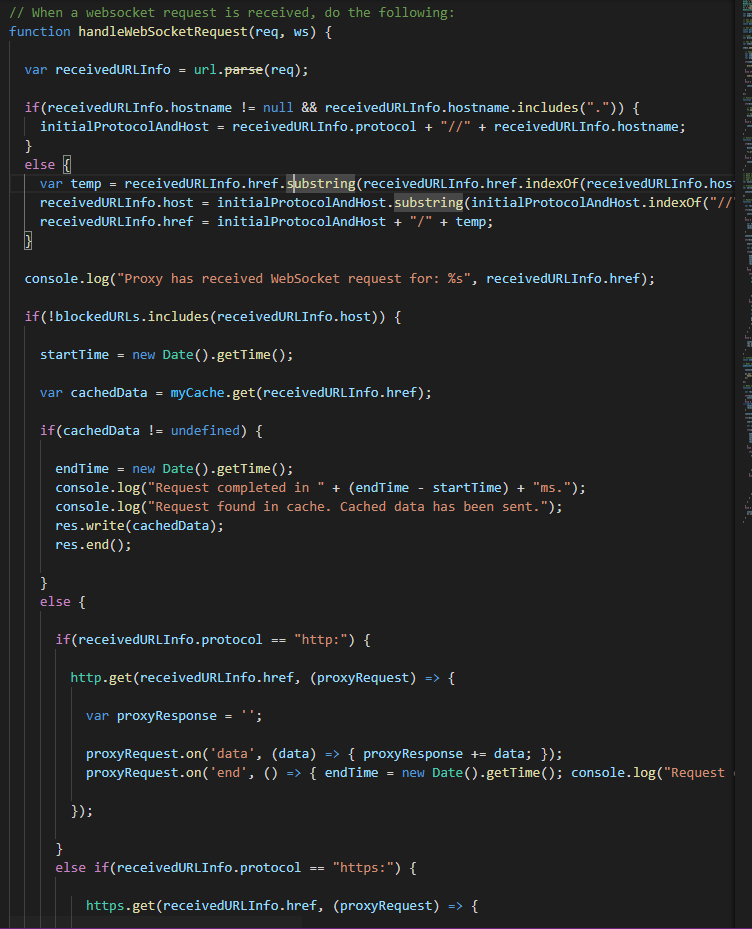 // When a websocket request is received, do the following:
function handleWebSocketRequest(req, ws) {
var receivedURLInfo = url.parse(req);
if(receivedURLInfo.hostname != null && receivedURLInfo.hostname.includes(".")) {
initialProtocolAndHost = receivedURLInfo.protocol + "//" + receivedURLInfo.hostname;
}
else {
var temp = receivedURLInfo.href.substring(receivedURLInfo.href.indexOf(receivedURLInfo.hos
receivedURLInfo.host = initialProtocolAndHost.substring(initialProtocolAndHost.indexOf("//
receivedURLInfo.href = initialProtocolAndHost + "/" + temp;
}
console.log("Proxy has received WebSocket request for: %s", receivedURLInfo.href);
if(!blockedURLs.includes(receivedURLInfo.host)) {
startTime = new Date().getTime();
var cachedData = myCache.get(receivedURLInfo.href);
if(cachedData != undefined) {
endTime = new Date().getTime();
console.log("Request completed in " + (endTime - startTime) + "ms.");
console.log("Request found in cache. Cached data has been sent.");
res.write(cachedData);
res.end();
}
else {
if(receivedURLInfo.protocol == "http:") {
http.get(receivedURLInfo.href, (proxyRequest) => {
var proxyResponse = '';
proxyRequest.on('data', (data) => { proxyResponse += data; });
proxyRequest.on('end', () => { endTime = new Date().getTime(); console.log("Request
});
}
else if(receivedURLInfo.protocol == "https:") {
https.get(receivedURLInfo.href, (proxyRequest) => {